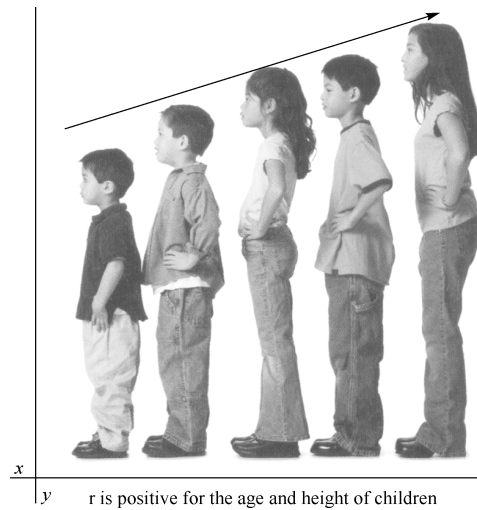 x
y
r is positive for the age and height of children